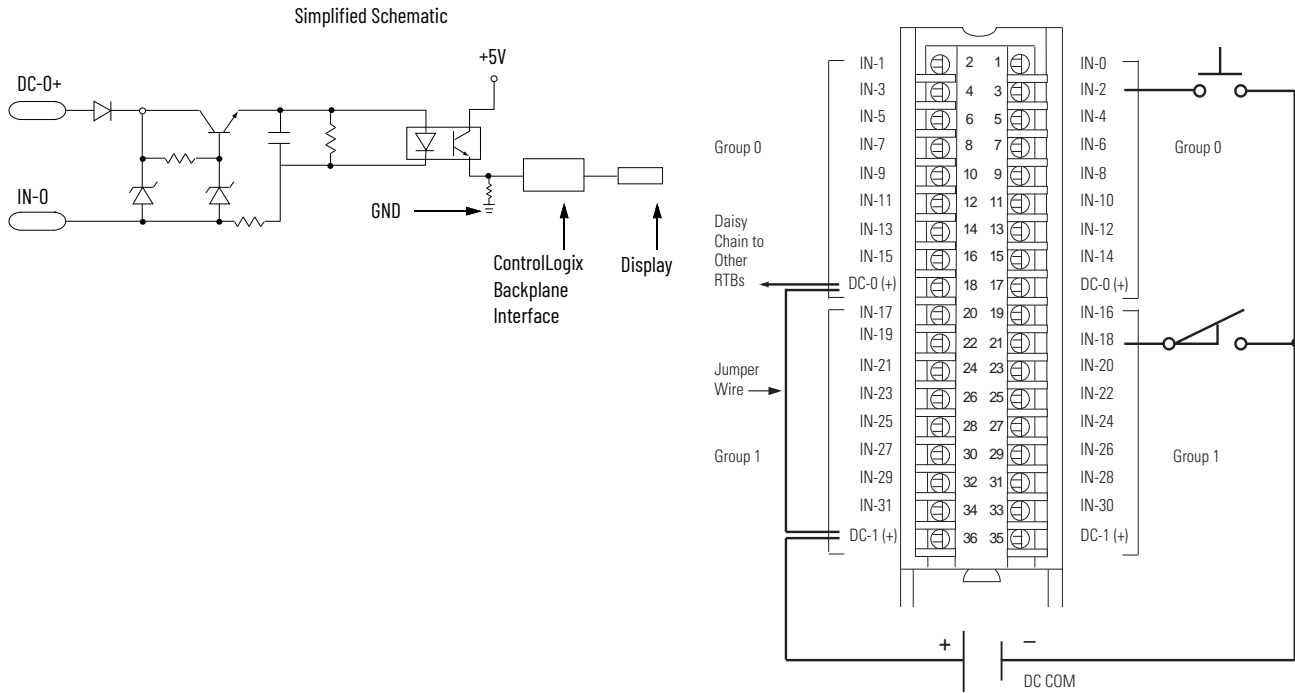 Simplified Schematic
+5V
DC-0+
IN-0
GND
ControlLogix
Backplane
Interface
Display
Group 0
Daisy
Chain to
Other
RTBs
Jumper
Wire
Group 1
IN-1 2 1 IN-0
IN-3 4 3 IN-2
IN-5 6 5 IN-4
IN-7 8 7 IN-6
IN-9 10 9 IN-8
IN-11 12 11 IN-10
IN-13 14 13 IN-12
IN-15 16 15 IN-14
DC-0 (+) 18 17 DC-0 (+)
IN-17 20 19 IN-16
IN-19 22 21 IN-18
IN-21 24 23 IN-20
IN-23 26 25 IN-22
IN-25 28 27 IN-24
IN-27 30 29 IN-26
IN-29 32 31 IN-28
IN-31 34 33 IN-30
DC-1 (+) 36 35 DC-1 (+)
Group 0
Group 1
+ –
DC COM